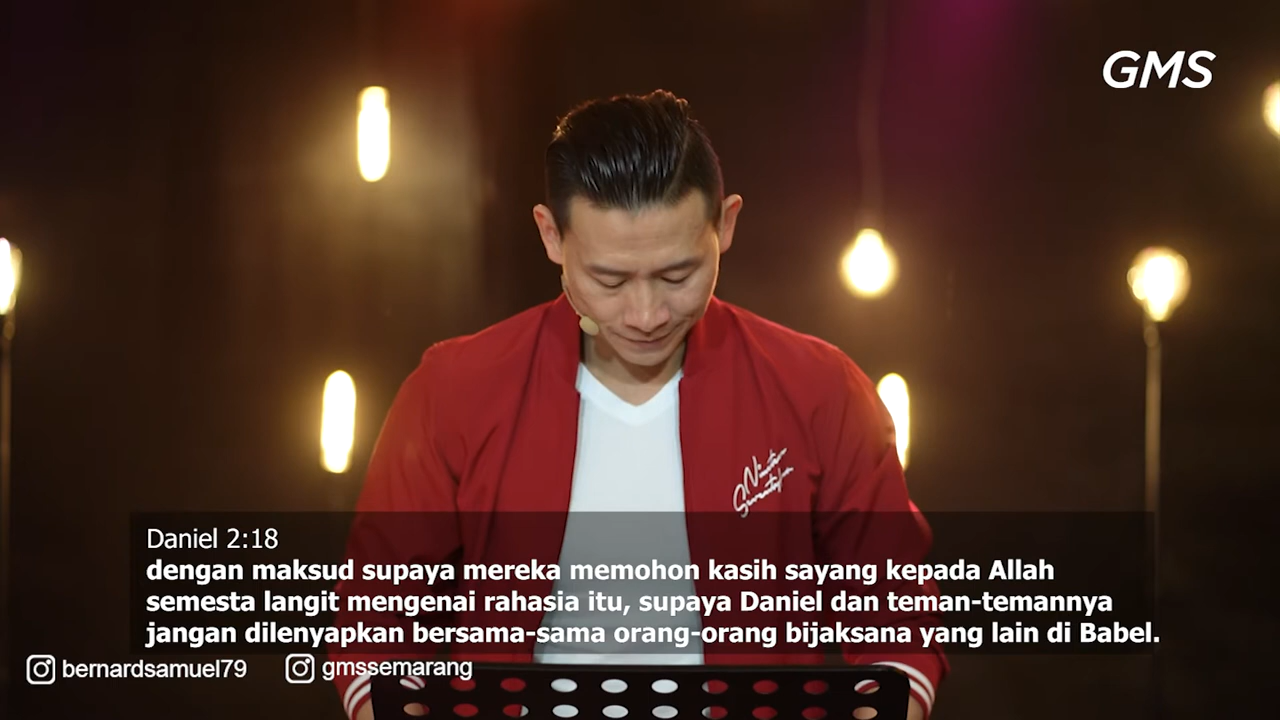 GMS
Daniel 2:18
dengan maksud supaya mereka memohon kasih sayang kepada Allah
semesta langit mengenai rahasia itu, supaya Daniel dan teman-temannya
jangan dilenyapkan bersama-sama orang-orang bijaksana yang lain di Babel.
bernardsamuel79
gmssemarang